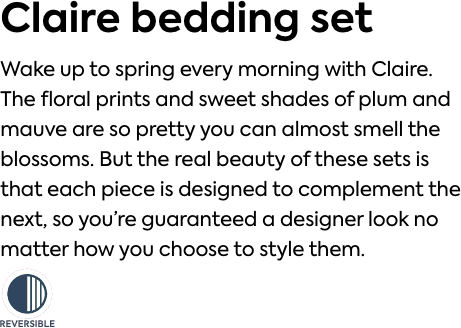 Claire bedding set
Wake up to spring every morning with Claire.
The floral prints and sweet shades of plum and
mauve are so pretty you can almost smell the
blossoms. But the real beauty of these sets is
that each piece is designed to complement the
next, so you’re guaranteed a designer look no
matter how you choose to style them.
REVERSIBLE